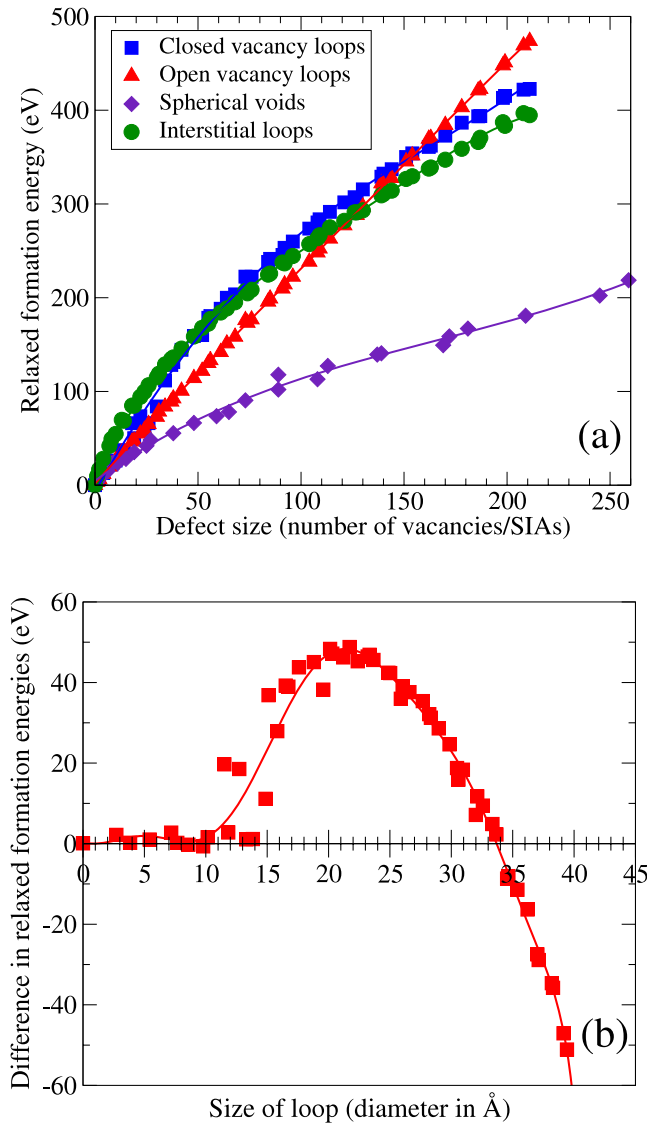 500
400
300
200
100
0
Relaxed formation energy (eV)
Closed vacancy loops
Open vacancy loops
Spherical voids
Interstitial loops
(a)
0 50 100 150 200 250
Defect size (number of vacancies/SIAs)
60
40
20
0
-20
-40
-60
Difference in relaxed formation energies (eV)
0 5 10 15 20 25 30 35 40 45
(b)
Size of loop (diameter in Å)